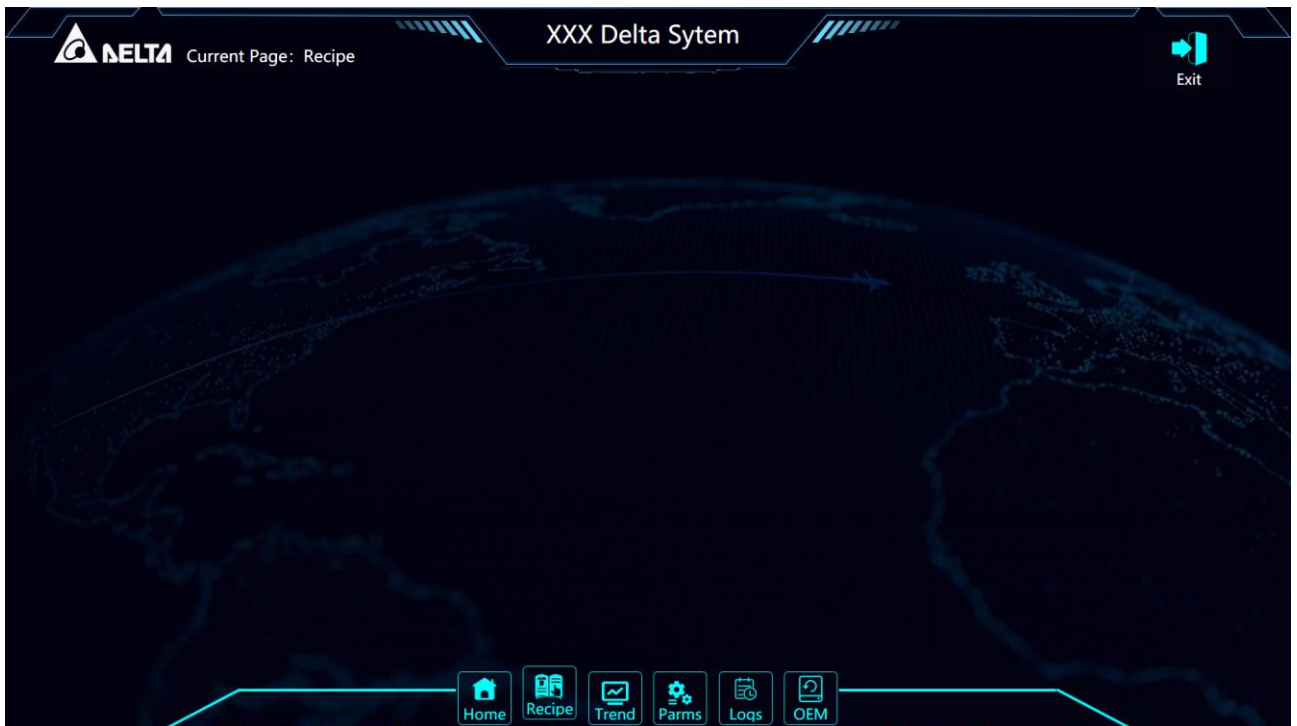 XXX Delta Sytem
DELTA Current Page: Recipe
Exit
Home
Recipe
Trend
Parms
Logs
OEM